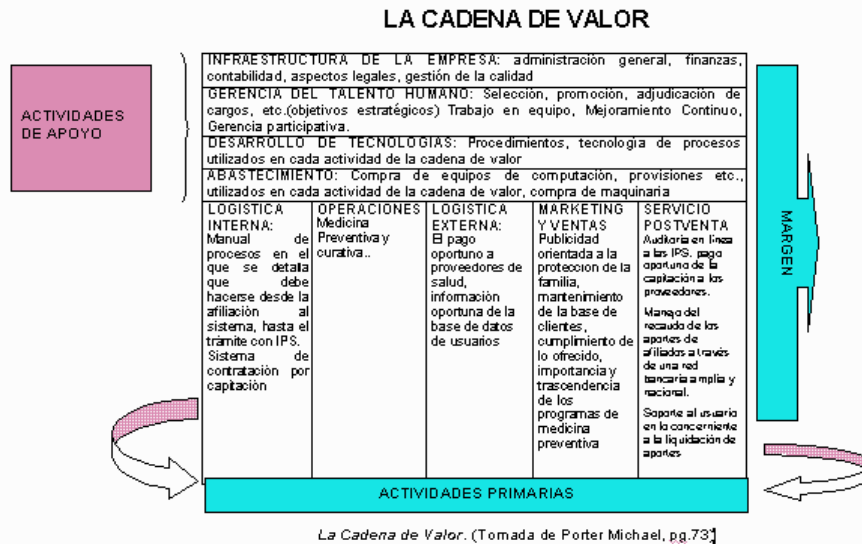 LA CADENA DE VALOR
ACTIVIDADES
DE APOYO
INFRAESTRUCTURA DE LA EMPRESA: administración general, finanzas,
contabilidad, aspectos legales, gestión de la calidad
GERENCIA DEL TALENTO HUMANO: Selección, promoción, adjudicación de
cargos, etc.(objetivos estratégicos) Trabajo en equipo, Mejoramiento Continuo,
Gerencia participativa.
DESARROLLO DE TECNOLOGIAS: Procedimientos, tecnología de procesos
utilizados en cada actividad de la cadena de valor
ABASTECIMIENTO: Compra de equipos de computación, provisiones etc.,
utilizados en cada actividad de la cadena de valor, compra de maquinaria
LOGISTICA
INTERNA:
Manual de
procesos en el
que se detalla
que debe
hacerse desde la
afiliación al
sistema, hasta el
trámite con IPS.
Sistema de
contratación por
capitación
OPERACIONES
Medicina
Preventiva y
curativa..
LOGISTICA
EXTERNA:
El pago
oportuno a
proveedores de
salud,
información
oportuna de la
base de datos
de usuarios
MARKETING
Y VENTAS
Publicidad
orientada a la
protección de la
familia,
mantenimiento
de la base de
clientes,
cumplimiento de
lo ofrecido,
importancia y
trascendencia
de los
programas de
medicina
preventiva
SERVICIO
POSTVENTA
Auditoria en línea
a las IPS. pago
oportuno de la
capitación a los
proveedores.
Manejo del
recaudo de los
aportes de
afiliados a través
de una red
bancaria amplia y
nacional.
Soporte al usuario
en lo concerniente
a la liquidación de
aportes
MARGEN
ACTIVIDADES PRIMARIAS
La Cadena de Valor. (Tomada de Porter Michael, pg.73)